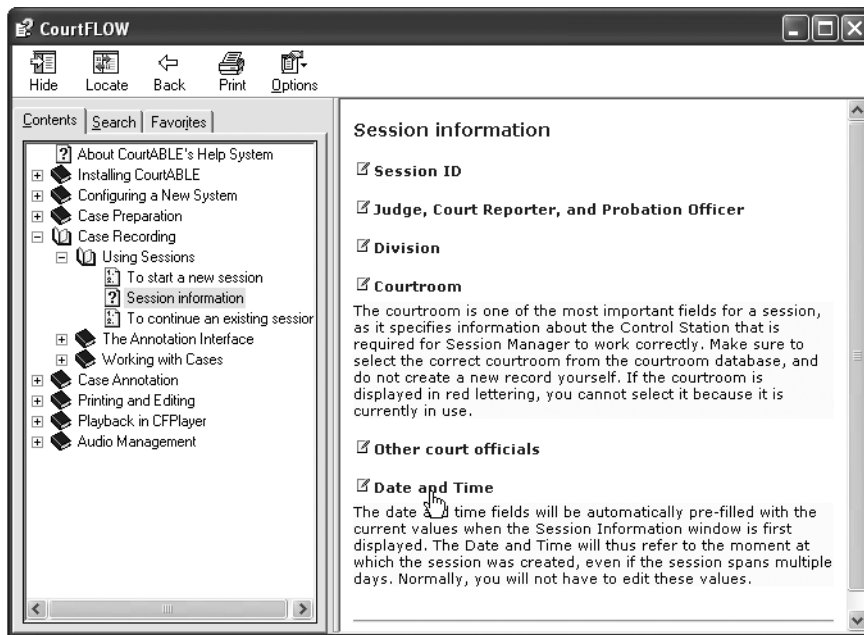 CourtFLOW
Hide Locate Back Print Options
Contents Search Favorites
About CourtABLE's Help System
Installing CourtABLE
Configuring a New System
Case Preparation
Case Recording
Using Sessions
To start a new session
Session information
To continue an existing session
The Annotation Interface
Working with Cases
Case Annotation
Printing and Editing
Playback in CFPlayer
Audio Management
Session information
Session ID
Judge, Court Reporter, and Probation Officer
Division
Courtroom
The courtroom is one of the most important fields for a session,
as it specifies information about the Control Station that is
required for Session Manager to work correctly. Make sure to
select the correct courtroom from the courtroom database, and
do not create a new record yourself. If the courtroom is
displayed in red lettering, you cannot select it because it is
currently in use.
Other court officials
Date and Time
The date and time fields will be automatically pre-filled with the
current values when the Session Information window is first
displayed. The Date and Time will thus refer to the moment at
which the session was created, even if the session spans multiple
days. Normally, you will not have to edit these values.